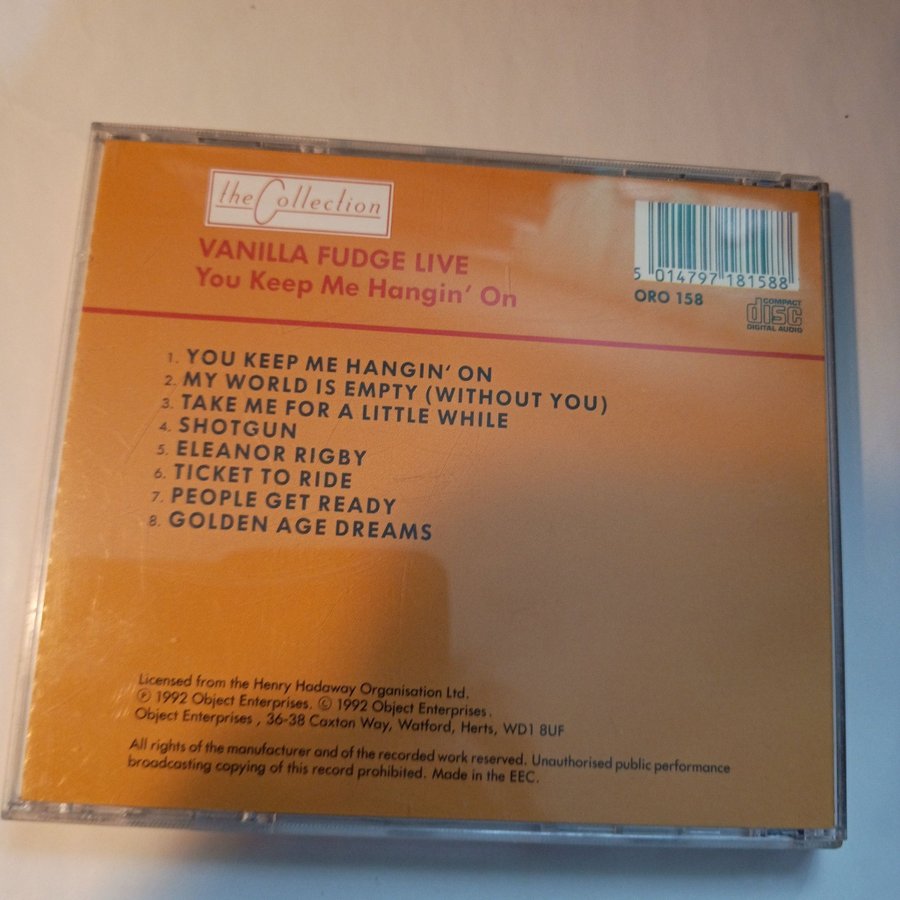 the Collection
VANILLA FUDGE LIVE
You Keep Me Hangin' On
5 014797 181588
ORO 158
COMPACT
disc
DIGITAL AUDIO
1. YOU KEEP ME HANGIN' ON
2. MY WORLD IS EMPTY (WITHOUT YOU)
3. TAKE ME FOR A LITTLE WHILE
4. SHOTGUN
5. ELEANOR RIGBY
6. TICKET TO RIDE
7. PEOPLE GET READY
8. GOLDEN AGE DREAMS
Licensed from the Henry Hadaway Organisation Ltd.
℗ 1992 Object Enterprises. © 1992 Object Enterprises.
Object Enterprises , 36-38 Caxton Way, Watford, Herts, WD1 8UF
All rights of the manufacturer and of the recorded work reserved. Unauthorised public performance
broadcasting copying of this record prohibited. Made in the EEC.